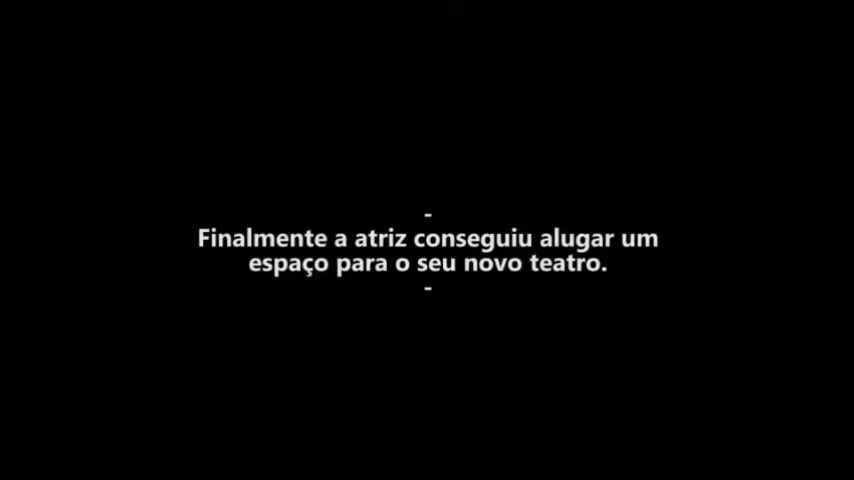 -
Finalmente a atriz conseguiu alugar um
espaço para o seu novo teatro.
-